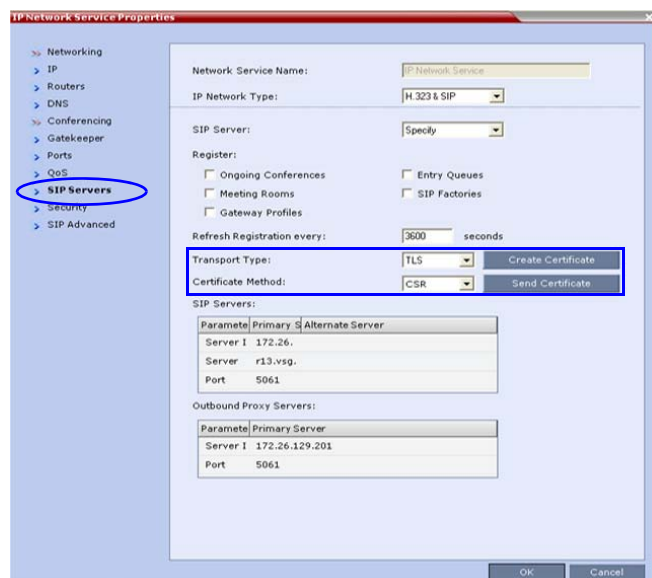 IP Network Service Properties
x
Networking
IP
Routers
DNS
Conferencing
Gatekeeper
Ports
QoS
SIP Servers
Security
SIP Advanced
Network Service Name: IP Network Service
IP Network Type: H.323 & SIP
SIP Server: Specify
Register:
Ongoing Conferences Entry Queues
Meeting Rooms SIP Factories
Gateway Profiles
Refresh Registration every: 3600 seconds
Transport Type: TLS Create Certificate
Certificate Method: CSR Send Certificate
SIP Servers:
Paramete Primary S Alternate Server
Server I 172.26.
Server r13.vsg.
Port 5061
Outbound Proxy Servers:
Paramete Primary Server
Server I 172.26.129.201
Port 5061
OK Cancel